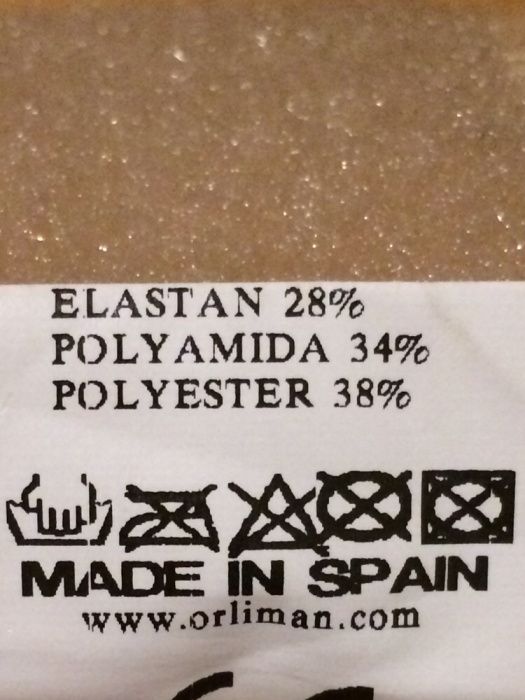 ELASTAN 28%
POLYAMIDA 34%
POLYESTER 38%
MADE IN SPAIN
www.orliman.com